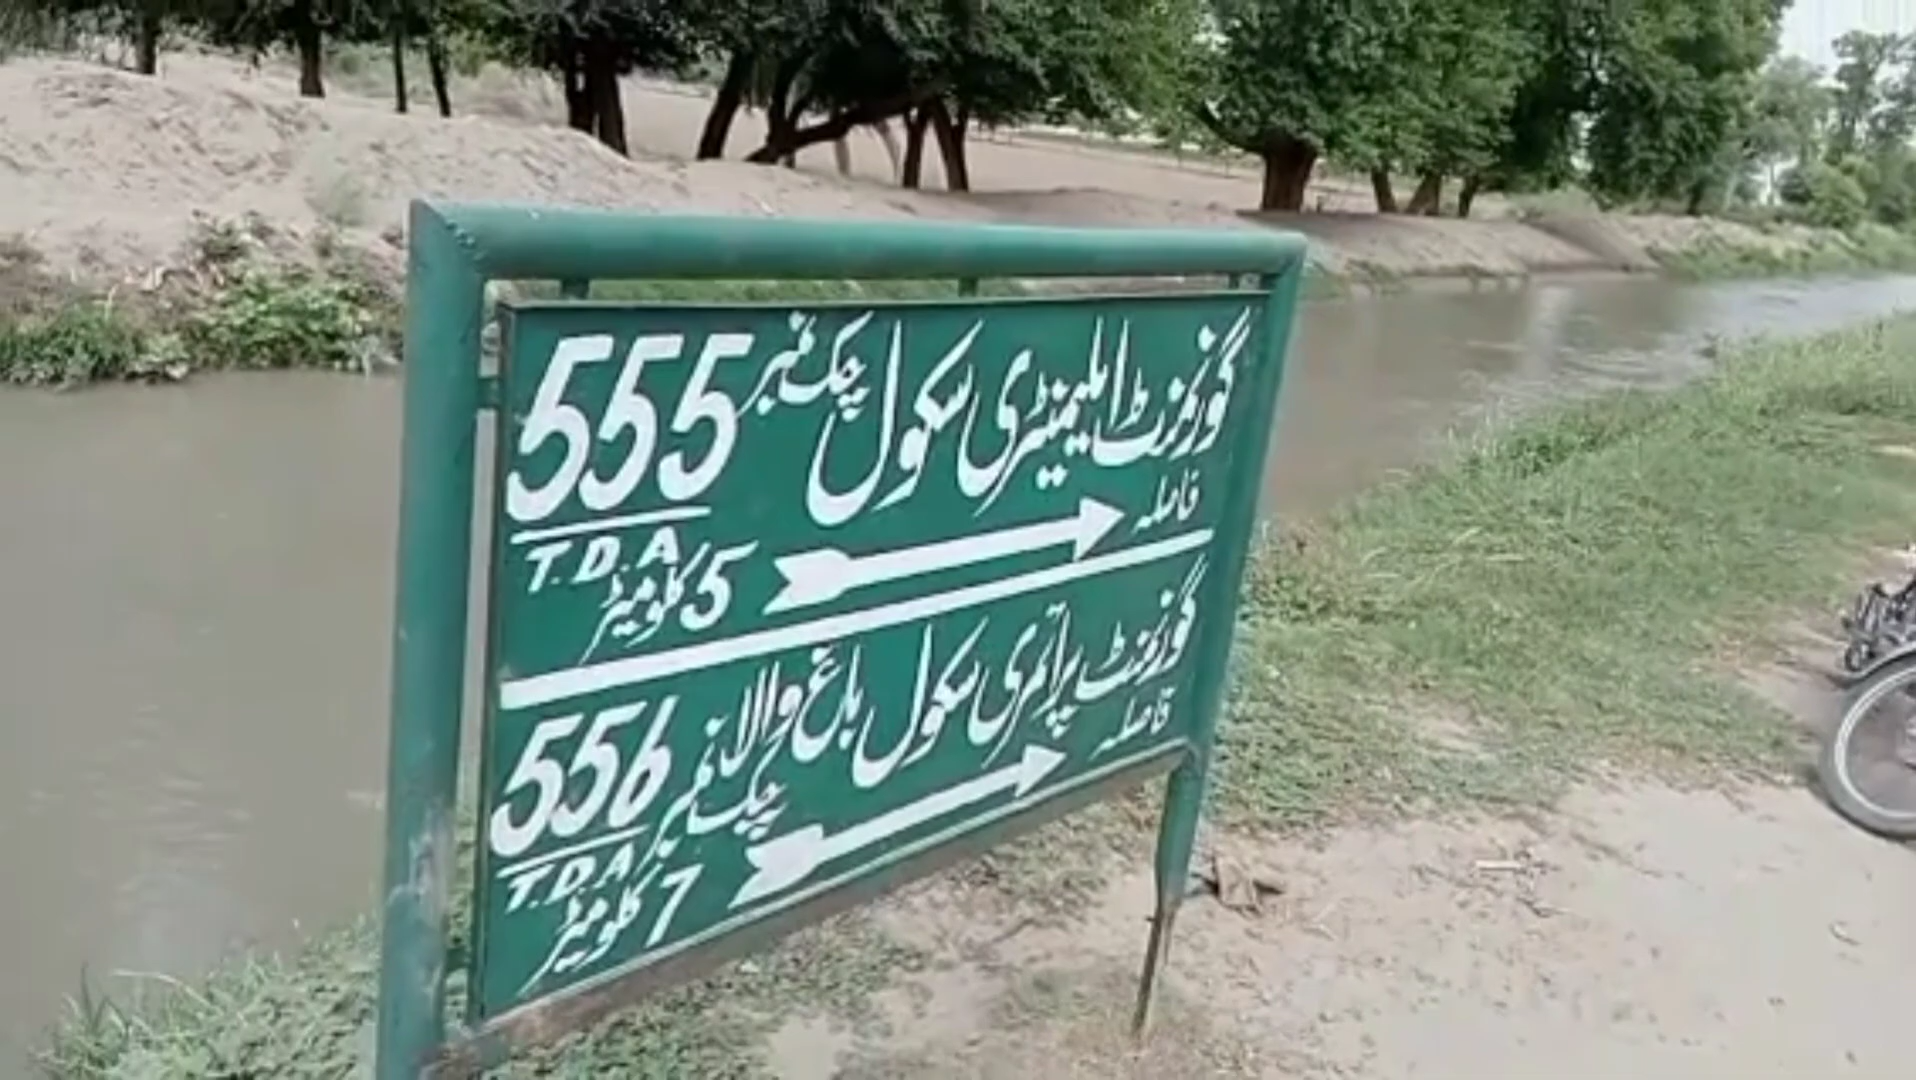 گورنمنٹ ایلیمنٹری سکول چک نمبر 555
T.D.A
فاصلہ 5 کلومیٹر
گورنمنٹ پرائمری سکول باغ والا چک نمبر 556
T.D.A
فاصلہ 7 کلومیٹر